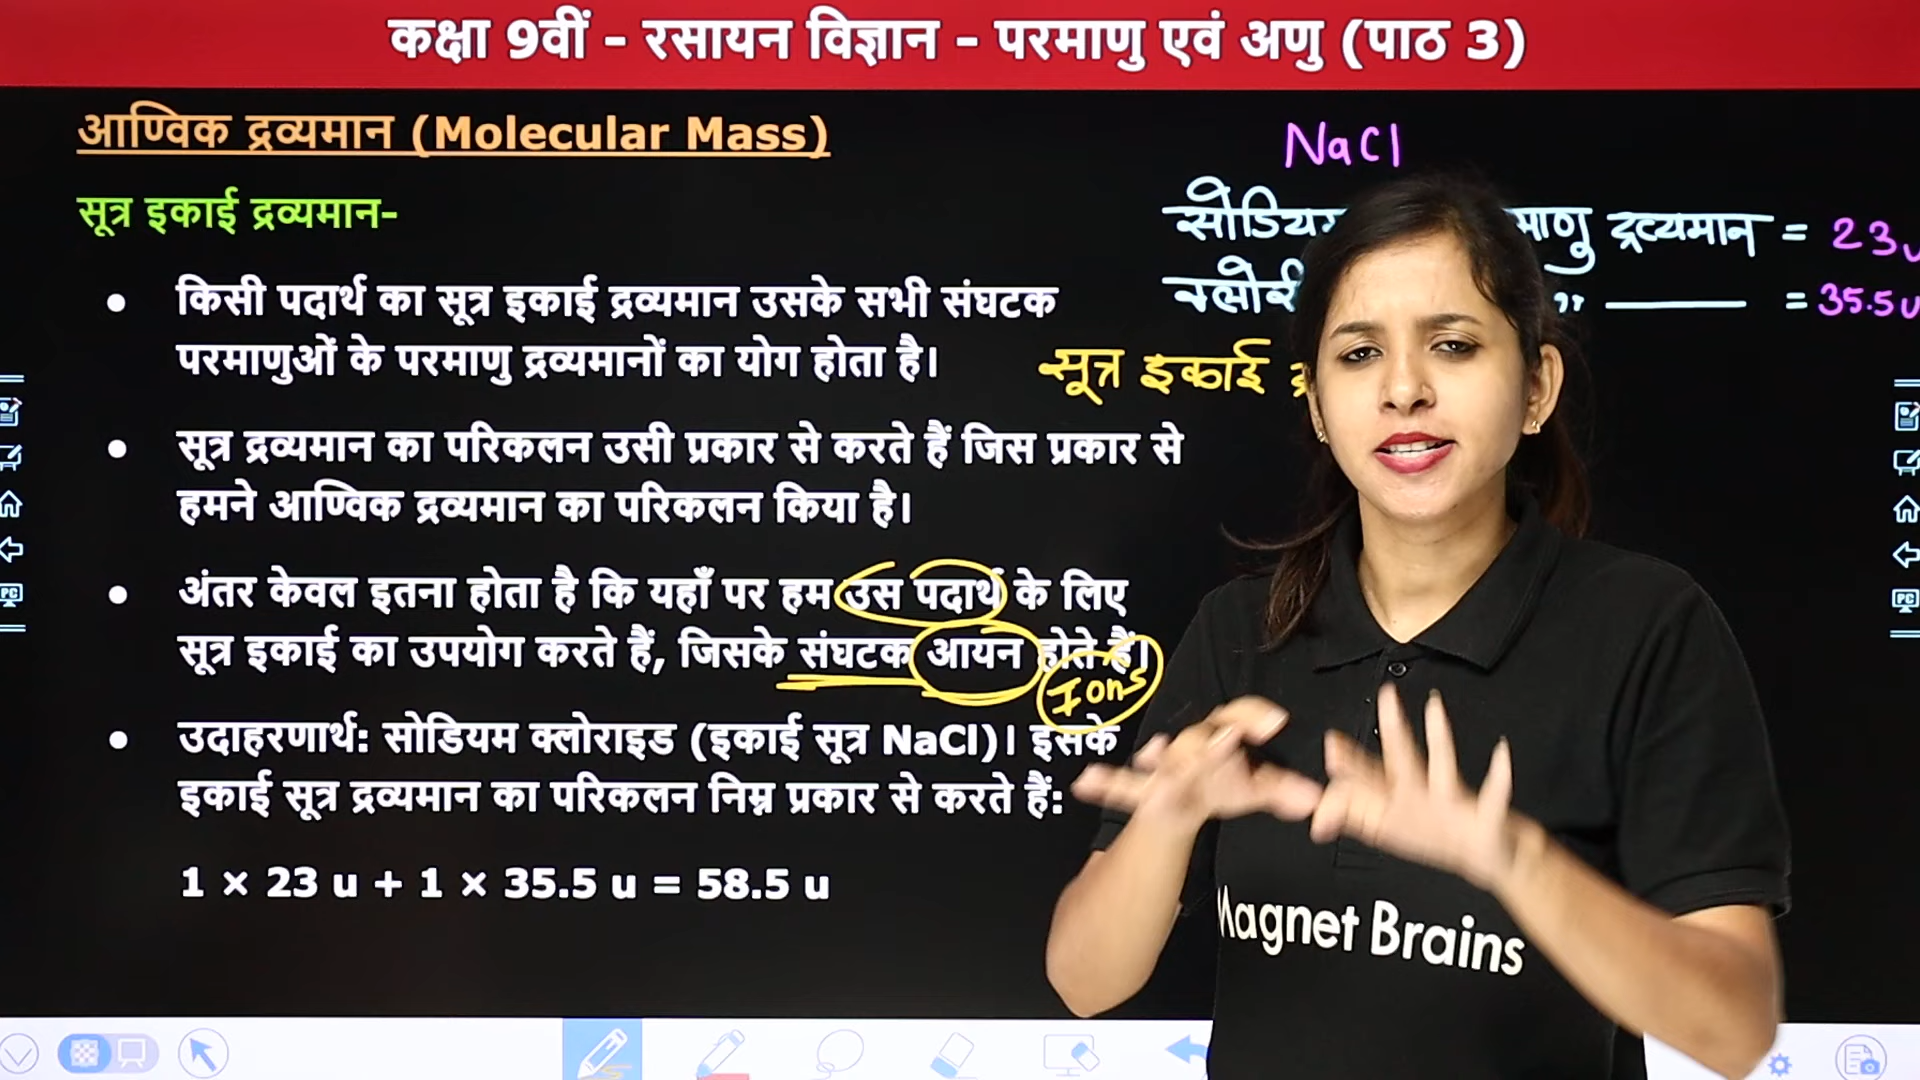 कक्षा 9वीं - रसायन विज्ञान - परमाणु एवं अणु (पाठ 3)
आण्विक द्रव्यमान (Molecular Mass)
सूत्र इकाई द्रव्यमान-
• किसी पदार्थ का सूत्र इकाई द्रव्यमान उसके सभी संघटक
परमाणुओं के परमाणु द्रव्यमानों का योग होता है।
• सूत्र द्रव्यमान का परिकलन उसी प्रकार से करते हैं जिस प्रकार से
हमने आण्विक द्रव्यमान का परिकलन किया है।
• अंतर केवल इतना होता है कि यहाँ पर हम उस पदार्थ के लिए
सूत्र इकाई का उपयोग करते हैं, जिसके संघटक आयन होते हैं।
Ions
• उदाहरणार्थ: सोडियम क्लोराइड (इकाई सूत्र NaCl)। इसके
इकाई सूत्र द्रव्यमान का परिकलन निम्न प्रकार से करते हैं:
1 × 23 u + 1 × 35.5 u = 58.5 u
NaCl
द्रव्यमान = 23u
" = 35.5u
सूत्र इकाई
Magnet Brains
PC
PC